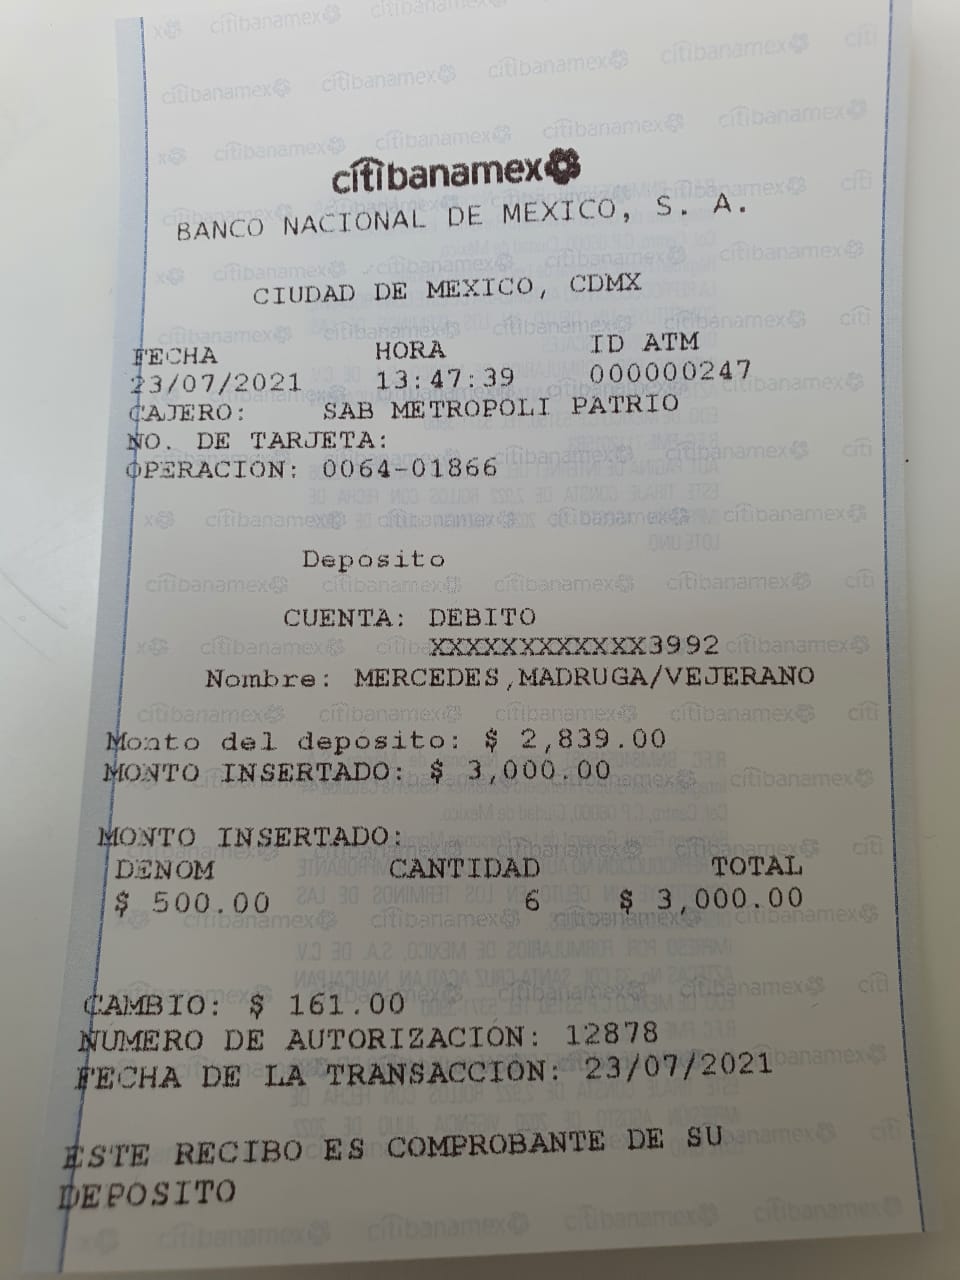 citibanamex
BANCO NACIONAL DE MEXICO, S. A.
CIUDAD DE MEXICO, CDMX
FECHA HORA ID ATM
23/07/2021 13:47:39 000000247
CAJERO: SAB METROPOLI PATRIO
NO. DE TARJETA:
OPERACION: 0064-01866
Deposito
CUENTA: DEBITO
XXXXXXXXXXXX3992
Nombre: MERCEDES,MADRUGA/VEJERANO
Monto del deposito: $ 2,839.00
MONTO INSERTADO: $ 3,000.00
MONTO INSERTADO:
DENOM CANTIDAD TOTAL
$ 500.00 6 $ 3,000.00
CAMBIO: $ 161.00
NUMERO DE AUTORIZACIÓN: 12878
FECHA DE LA TRANSACCIÓN: 23/07/2021
ESTE RECIBO ES COMPROBANTE DE SU
DEPOSITO